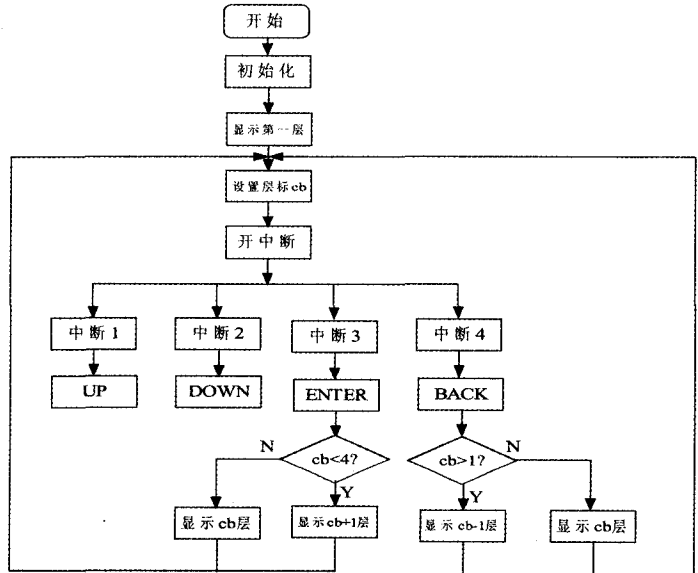 开始
初始化
显示第一层
设置层标cb
开中断
中断1
中断2
中断3
中断4
UP
DOWN
ENTER
BACK
cb<4?
N
Y
cb>1?
N
Y
显示cb层
显示cb+1层
显示cb-1层
显示cb层